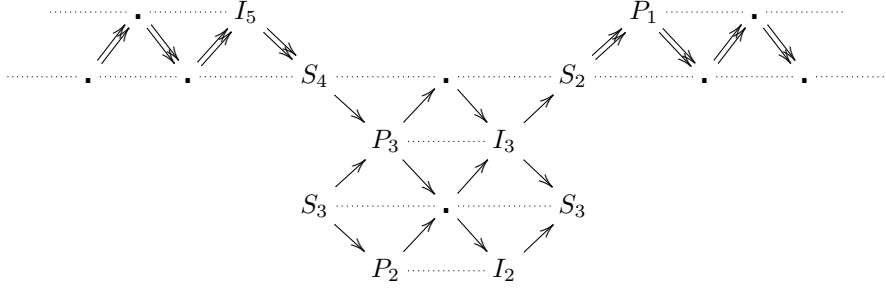 I₅ P₁
S₄ S₂
P₃ I₃
S₃ S₃
P₂ I₂